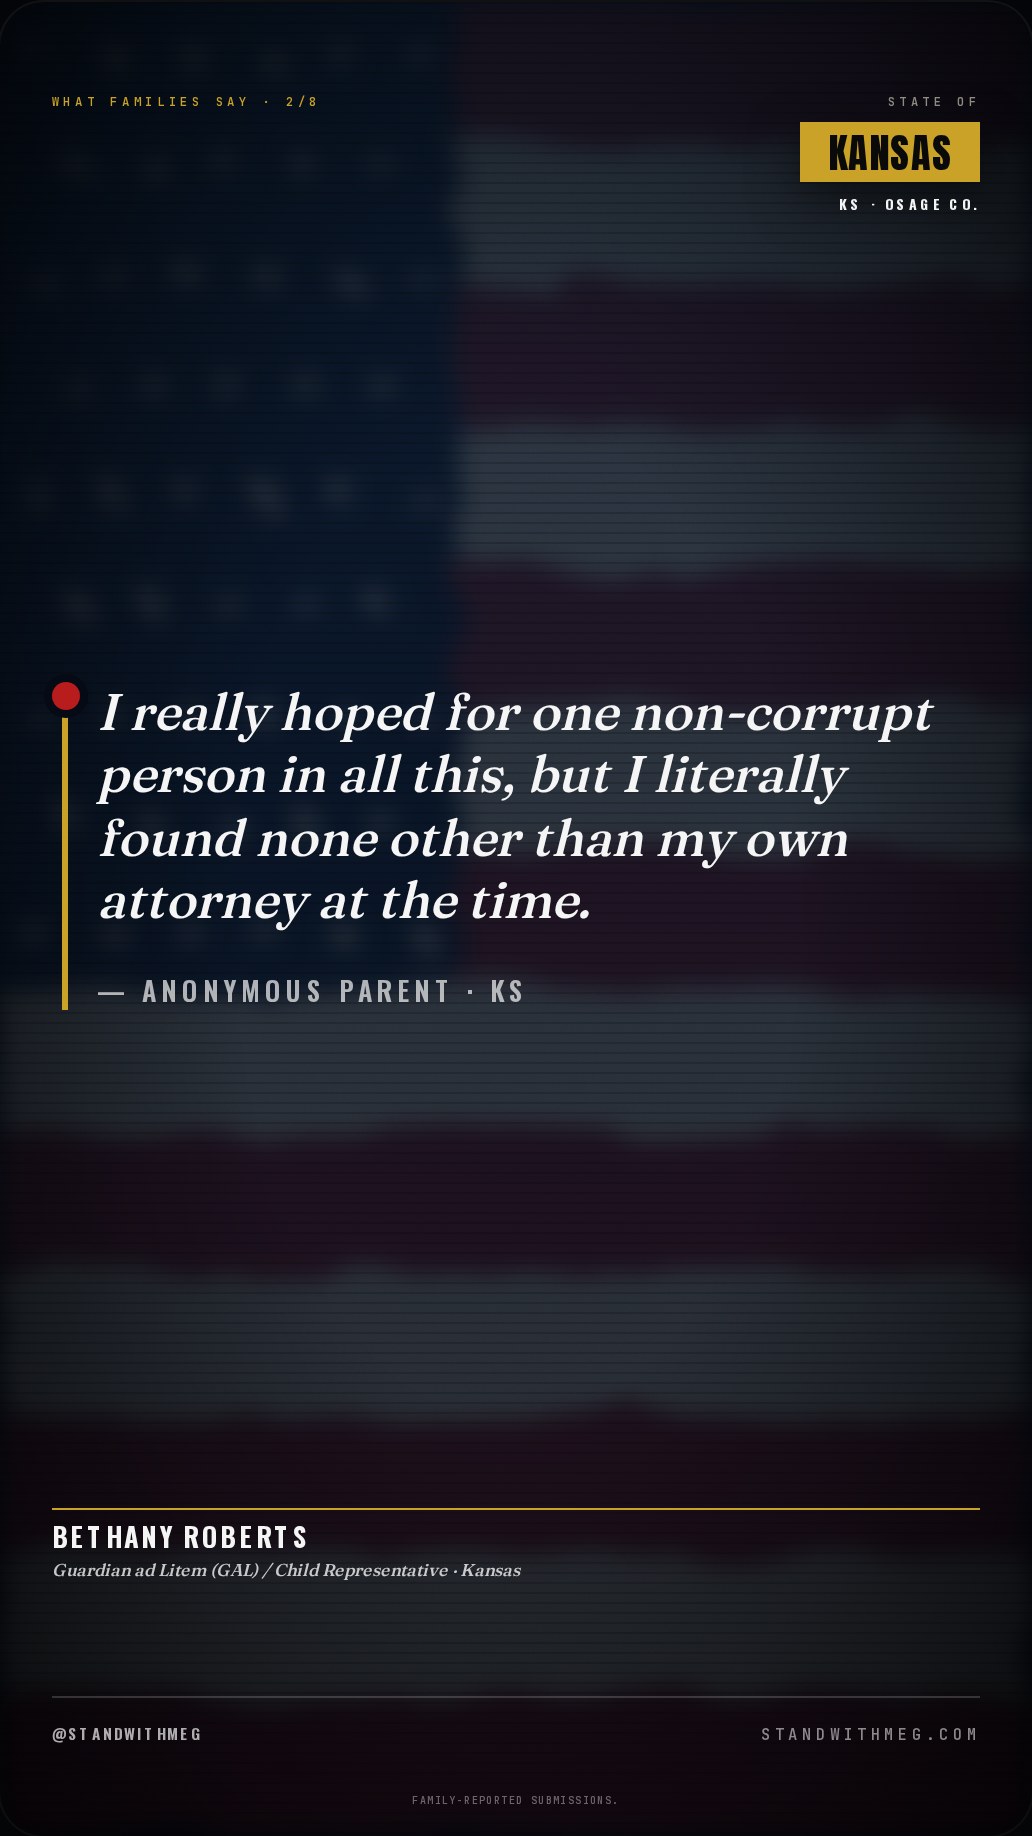 WHAT FAMILIES SAY · 2/8
STATE OF
KANSAS
KS · OSAGE CO.
I really hoped for one non-corrupt
person in all this, but I literally
found none other than my own
attorney at the time.
— ANONYMOUS PARENT · KS
BETHANY ROBERTS
Guardian ad Litem (GAL) / Child Representative · Kansas
@STANDWITHMEG
STANDWITHMEG.COM
FAMILY-REPORTED SUBMISSIONS.